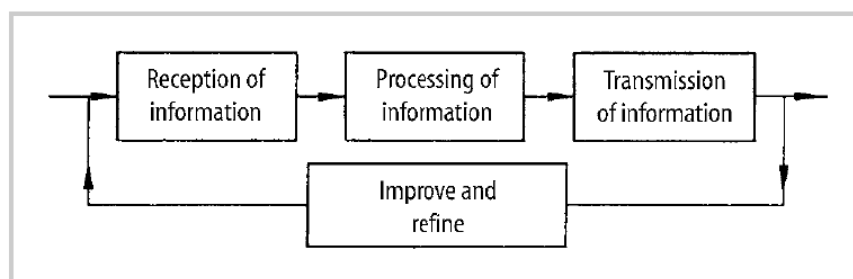 Reception of
information
Processing of
information
Transmission
of information
Improve and
refine